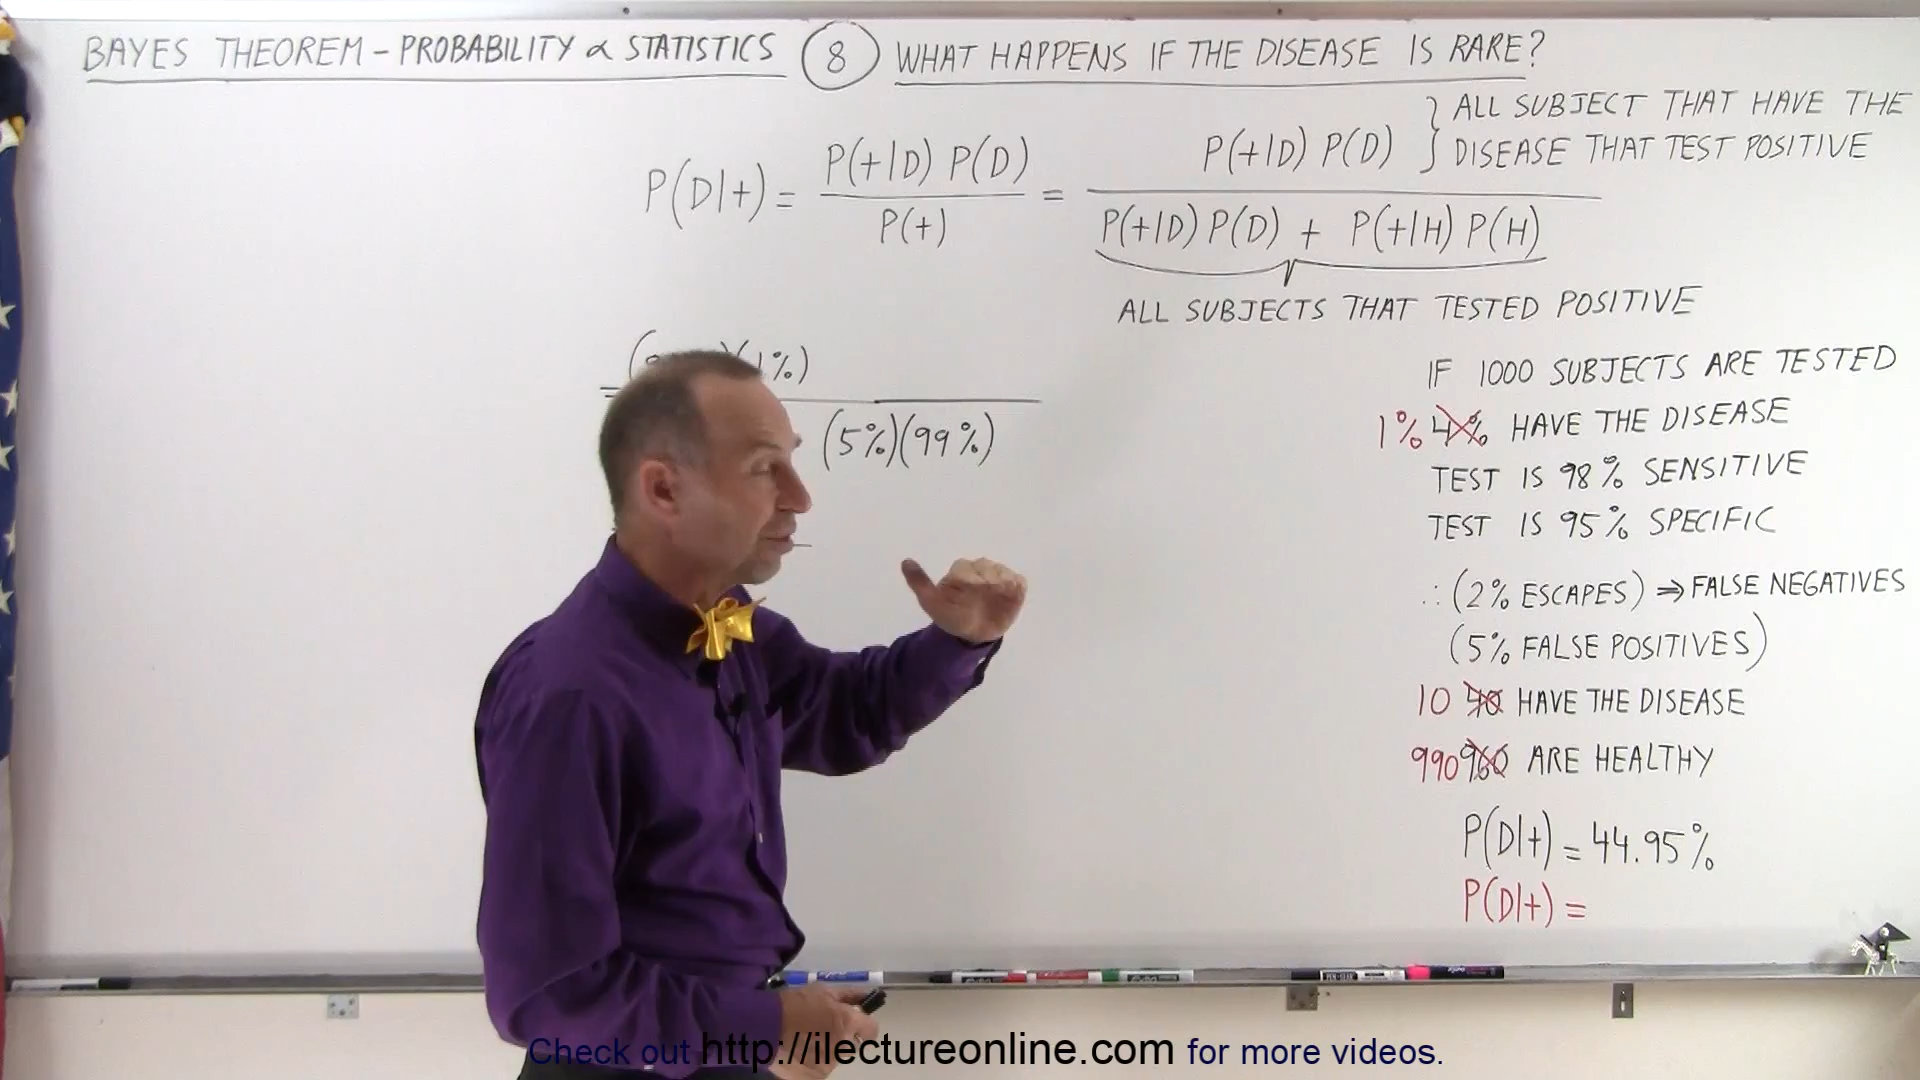 BAYES THEOREM - PROBABILITY & STATISTICS 8 WHAT HAPPENS IF THE DISEASE IS RARE?
P(D|+) = P(+|D) P(D) / P(+) = P(+|D) P(D) / P(+|D) P(D) + P(+|H) P(H)
} ALL SUBJECT THAT HAVE THE
DISEASE THAT TEST POSITIVE
ALL SUBJECTS THAT TESTED POSITIVE
= (1%)
(5%)(99%)
IF 1000 SUBJECTS ARE TESTED
1% 4% HAVE THE DISEASE
TEST IS 98% SENSITIVE
TEST IS 95% SPECIFIC
∴ (2% ESCAPES) ⇒ FALSE NEGATIVES
(5% FALSE POSITIVES)
10 40 HAVE THE DISEASE
990 960 ARE HEALTHY
P(D|+) = 44.95%
P(D|+) =
Check out http://ilectureonline.com for more videos.